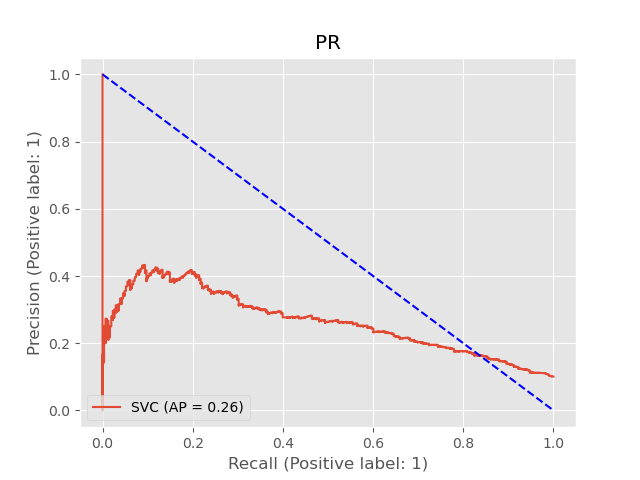 PR
1.0
0.8
0.6
0.4
0.2
0.0
Precision (Positive label: 1)
SVC (AP = 0.26)
0.0 0.2 0.4 0.6 0.8 1.0
Recall (Positive label: 1)